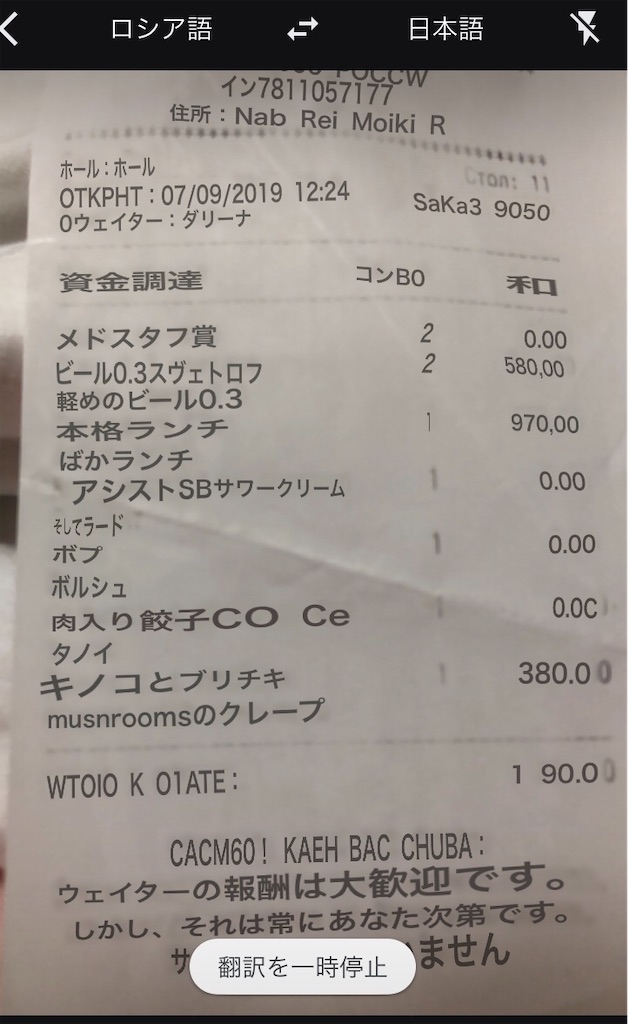 ロシア語
日本語
イン7811057177
住所：Nab Rei Moiki R
ホール：ホール
Стол: 11
OTKPHT：07/09/2019 12:24
SaKa3 9050
0ウェイター：ダリーナ
資金調達 コンB0 和口
メドスタフ賞 2 0.00
ビール0.3スヴェトロフ 2 580,00
軽めのビール0.3
本格ランチ 1 970,00
ばかランチ
アシストSBサワークリーム 1 0.00
そしてラード
ボプ 1 0.00
ボルシュ
肉入り餃子CO Ce 1 0.0C
タノイ
キノコとブリチキ 1 380.00
musnroomsのクレープ
WTOIO K O1ATE： 1 90.00
CACM60！ KAEH BAC CHUBA：
ウェイターの報酬は大歓迎です。
しかし、それは常にあなた次第です。
ません
翻訳を一時停止